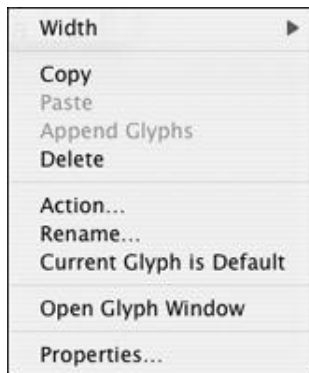 Width
Copy
Paste
Append Glyphs
Delete
Action...
Rename...
Current Glyph is Default
Open Glyph Window
Properties...